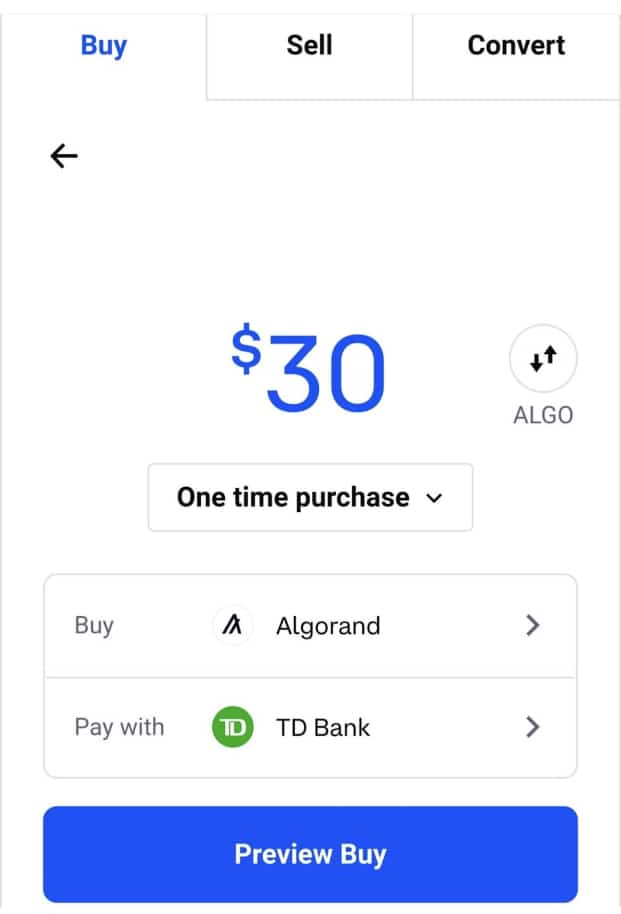 Buy Sell Convert
$30
ALGO
One time purchase
Buy Algorand
Pay with TD TD Bank
Preview Buy